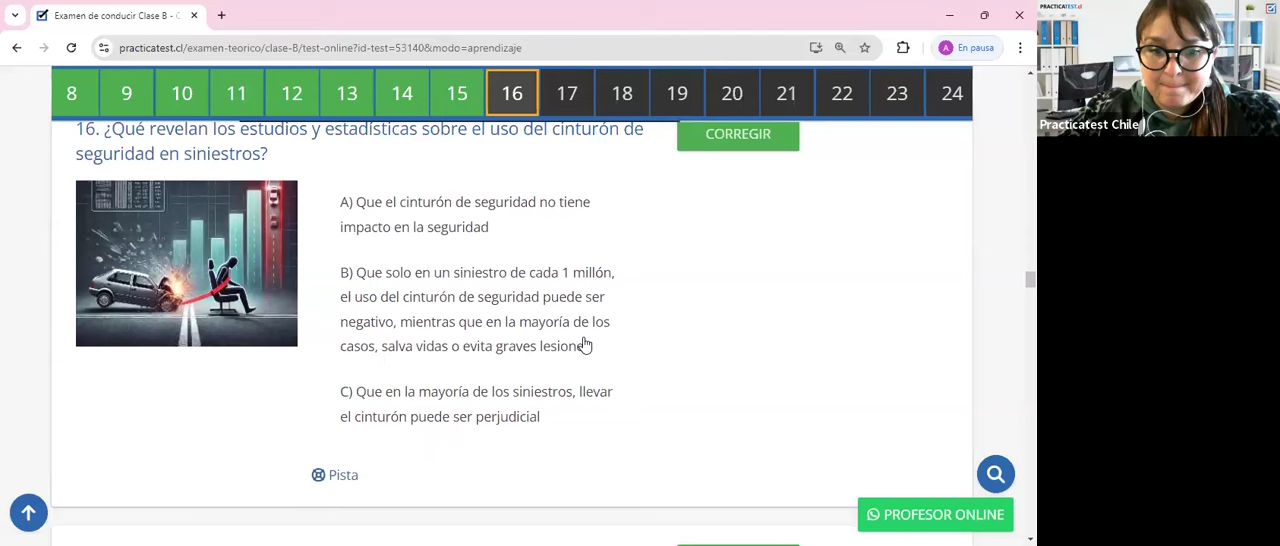 Examen de conducir Clase B - C
practicatest.cl/examen-teorico/clase-B/test-online?id-test=53140&modo=aprendizaje
A
En pausa
PRACTICATEST.cl
8 9 10 11 12 13 14 15 16 17 18 19 20 21 22 23 24
16. ¿Qué revelan los estudios y estadísticas sobre el uso del cinturón de
seguridad en siniestros?
CORREGIR
A) Que el cinturón de seguridad no tiene
impacto en la seguridad
B) Que solo en un siniestro de cada 1 millón,
el uso del cinturón de seguridad puede ser
negativo, mientras que en la mayoría de los
casos, salva vidas o evita graves lesiones
C) Que en la mayoría de los siniestros, llevar
el cinturón puede ser perjudicial
Pista
PROFESOR ONLINE
Practicatest Chile